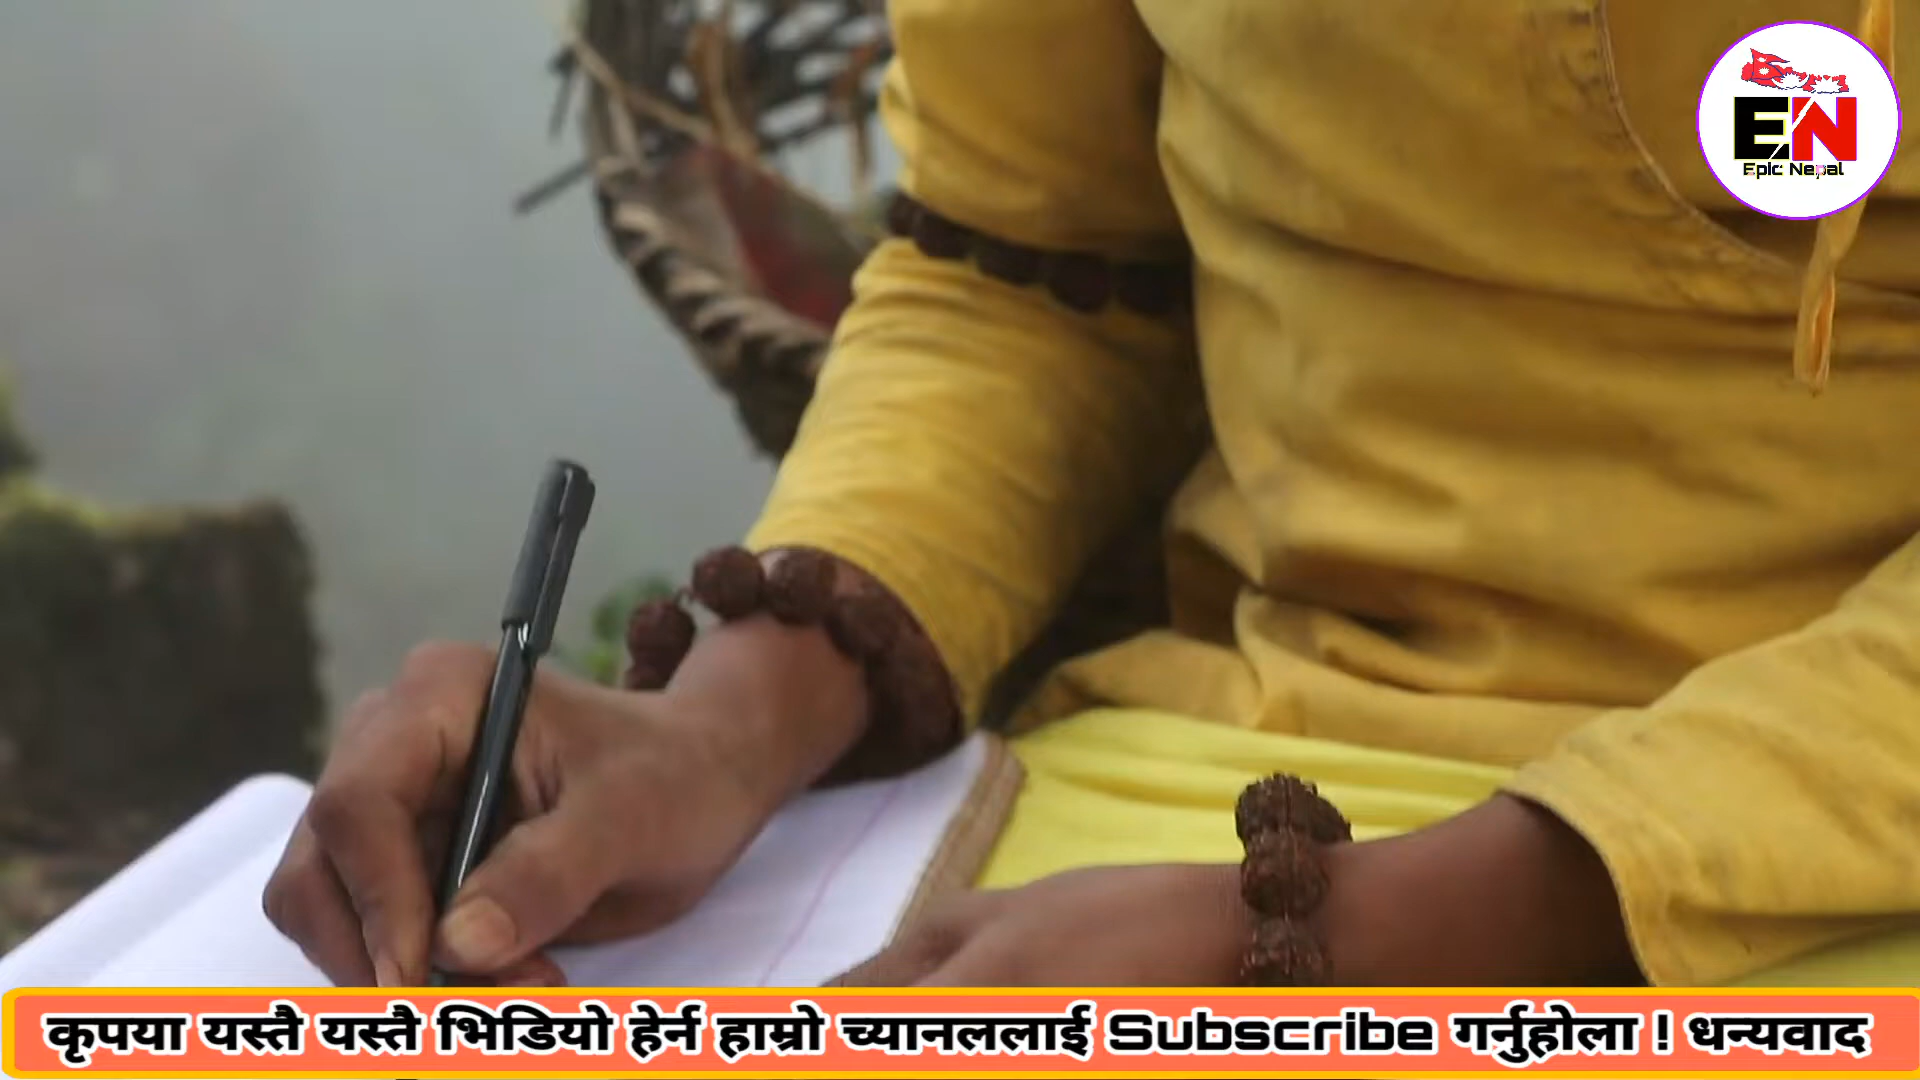 EN
Epic Nepal
कृपया यस्तै यस्तै भिडियो हेर्न हाम्रो च्यानललाई Subscribe गर्नुहोला ! धन्यवाद